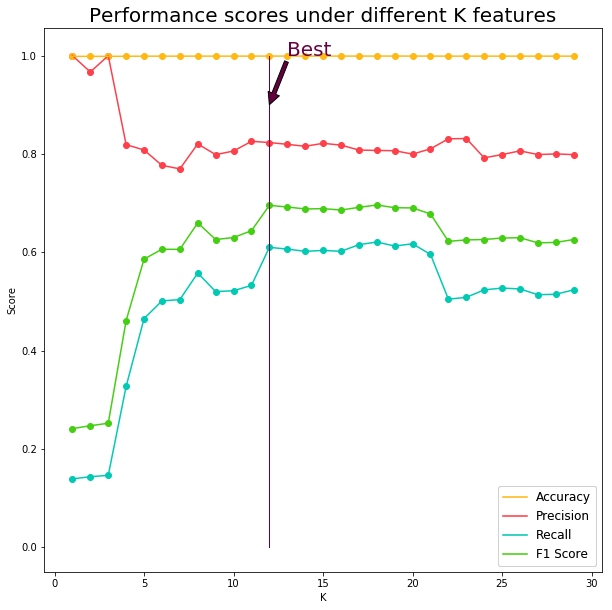 Performance scores under different K features
Best
1.0
0.8
0.6
0.4
0.2
0.0
Score
0
5
10
15
20
25
30
K
Accuracy
Precision
Recall
F1 Score